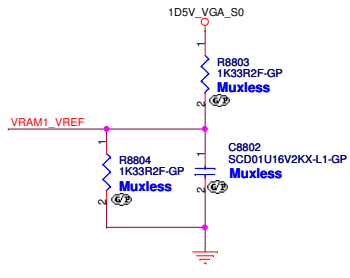 1D5V_VGA_S0
1
R8803
1K33R2F-GP
Muxless
2
G/P
VRAM1_VREF
1
R8804
1K33R2F-GP
Muxless
2
G/P
1
C8802
SCD01U16V2KX-L1-GP
Muxless
2
G/P